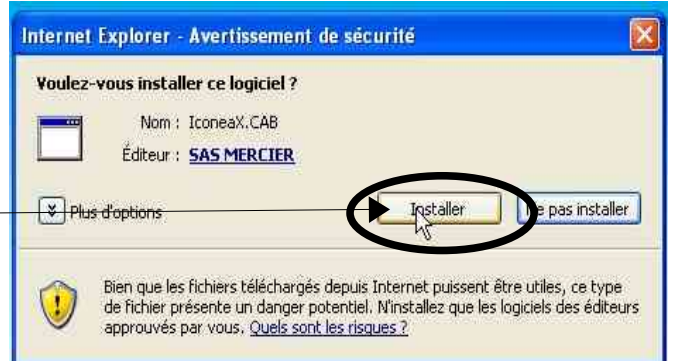 Internet Explorer - Avertissement de sécurité
Voulez-vous installer ce logiciel ?
Nom : IconeaX.CAB
Éditeur : SAS MERCIER
Plus d'options
Installer
Ne pas installer
Bien que les fichiers téléchargés depuis Internet puissent être utiles, ce type
de fichier présente un danger potentiel. N'installez que les logiciels des éditeurs
approuvés par vous. Quels sont les risques ?